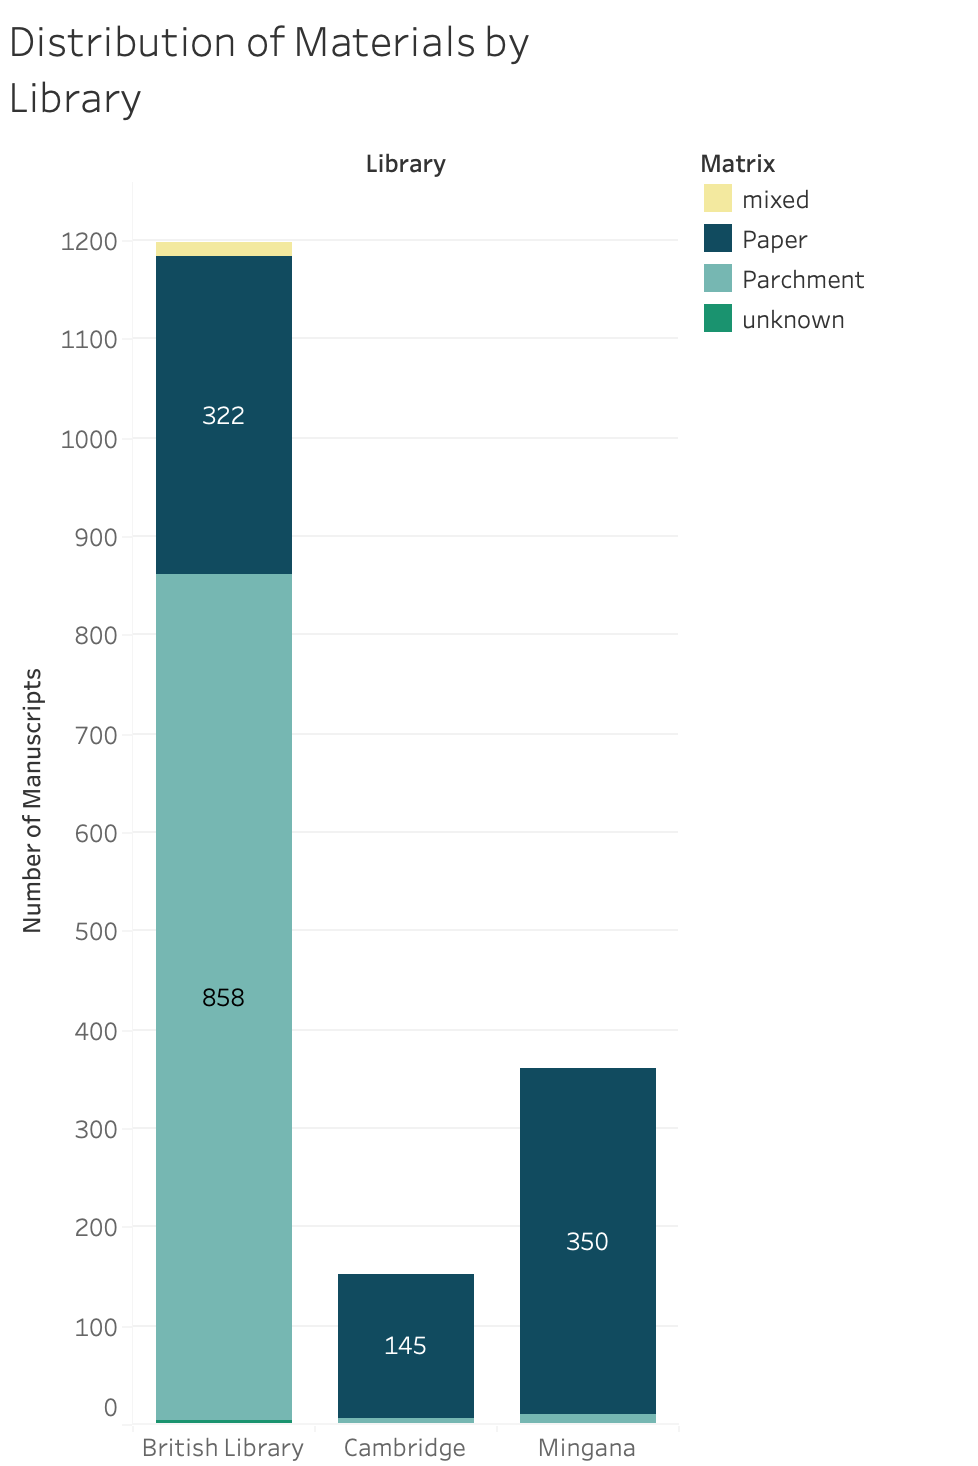 Distribution of Materials by
Library
Library
Matrix
mixed
Paper
Parchment
unknown
Number of Manuscripts
1200
1100
1000
900
800
700
600
500
400
300
200
100
0
322
858
145
350
British Library
Cambridge
Mingana